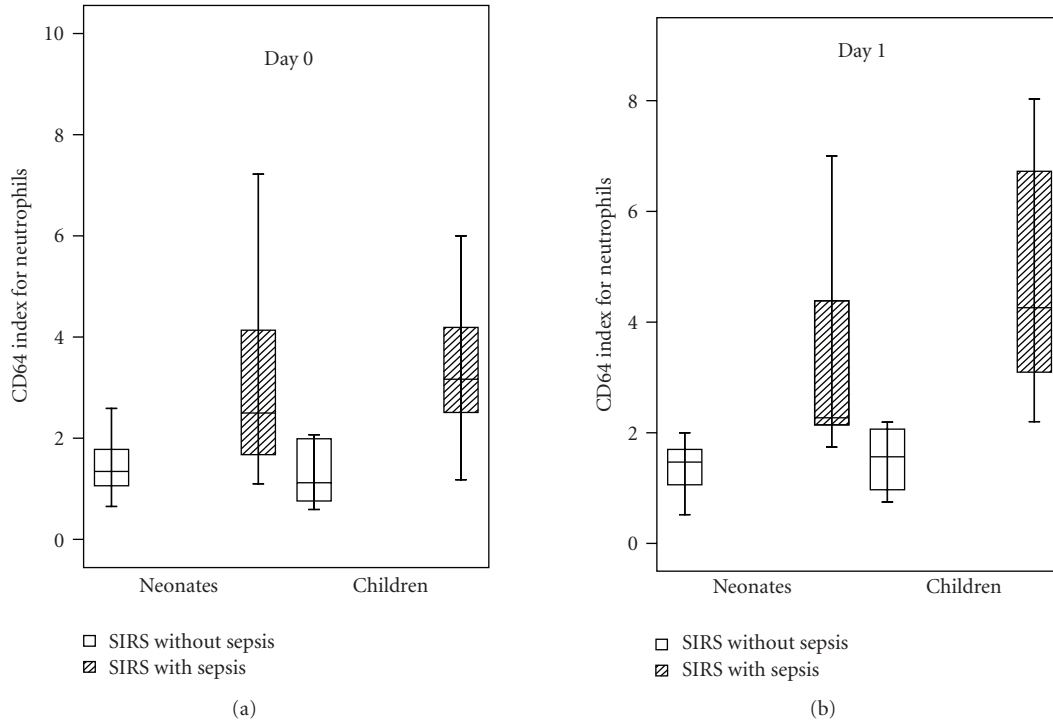 Day 0
CD64 index for neutrophils
10
8
6
4
2
0
Neonates Children
SIRS without sepsis
SIRS with sepsis
(a)
Day 1
CD64 index for neutrophils
8
6
4
2
0
Neonates Children
SIRS without sepsis
SIRS with sepsis
(b)